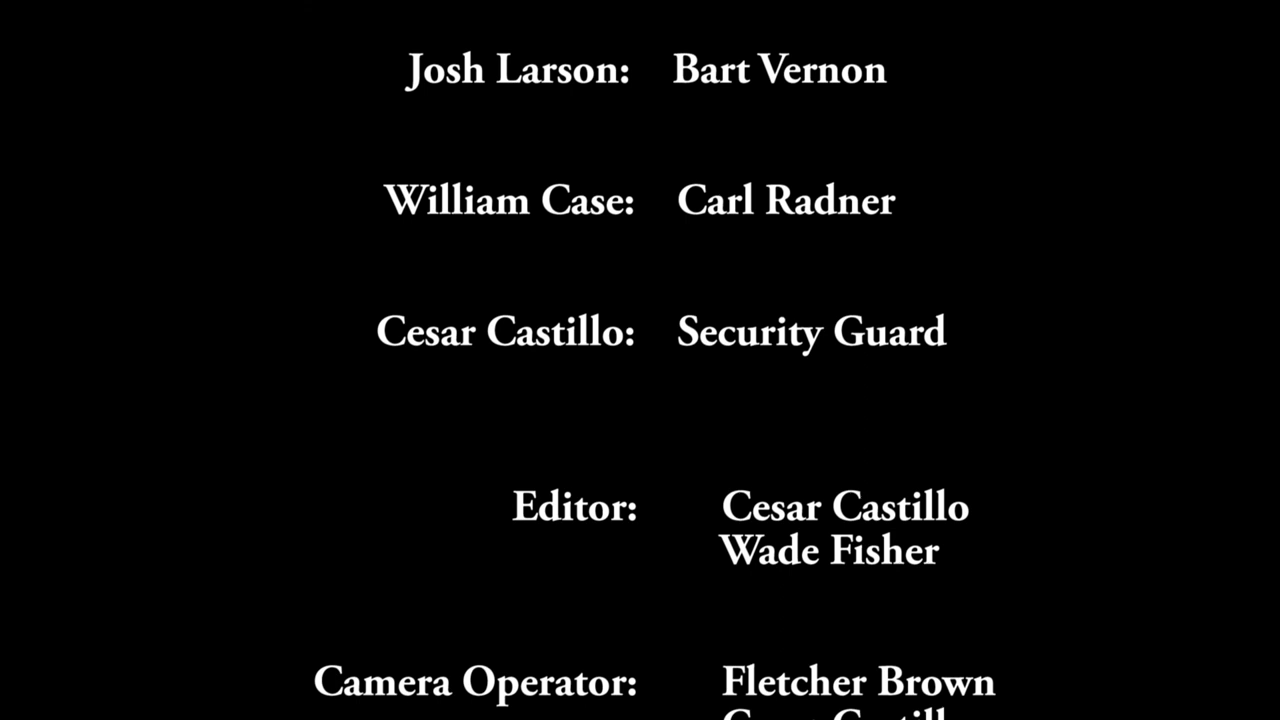 Josh Larson: Bart Vernon
William Case: Carl Radner
Cesar Castillo: Security Guard
Editor: Cesar Castillo
Wade Fisher
Camera Operator: Fletcher Brown